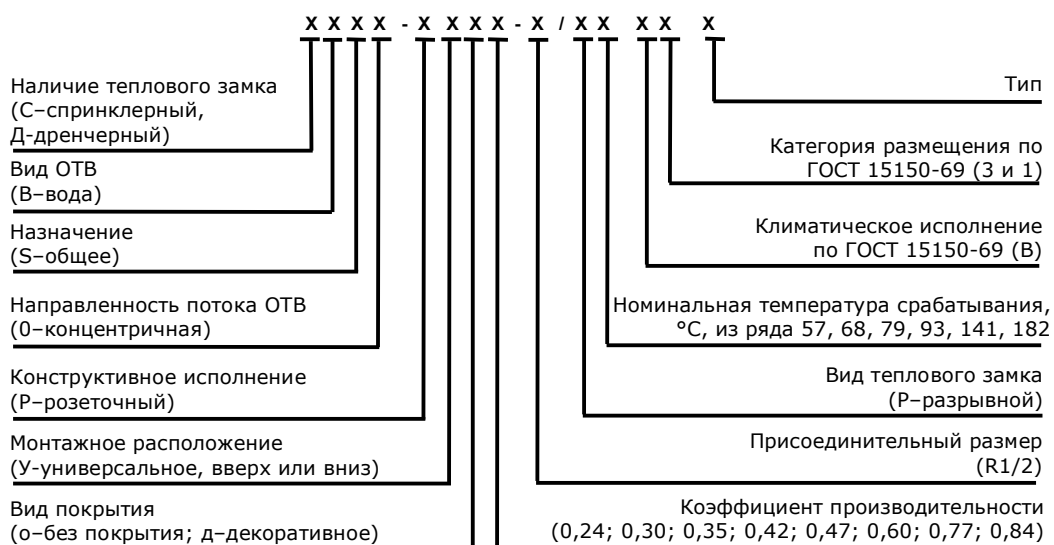 X X X X - X X X X - X / X X X X X
Наличие теплового замка
(С–спринклерный,
Д-дренчерный)
Вид ОТВ
(В–вода)
Назначение
(S–общее)
Направленность потока ОТВ
(0–концентричная)
Конструктивное исполнение
(Р–розеточный)
Монтажное расположение
(У-универсальное, вверх или вниз)
Вид покрытия
(о–без покрытия; д–декоративное)
Тип
Категория размещения по
ГОСТ 15150-69 (3 и 1)
Климатическое исполнение
по ГОСТ 15150-69 (В)
Номинальная температура срабатывания,
°С, из ряда 57, 68, 79, 93, 141, 182
Вид теплового замка
(Р–разрывной)
Присоединительный размер
(R1/2)
Коэффициент производительности
(0,24; 0,30; 0,35; 0,42; 0,47; 0,60; 0,77; 0,84)